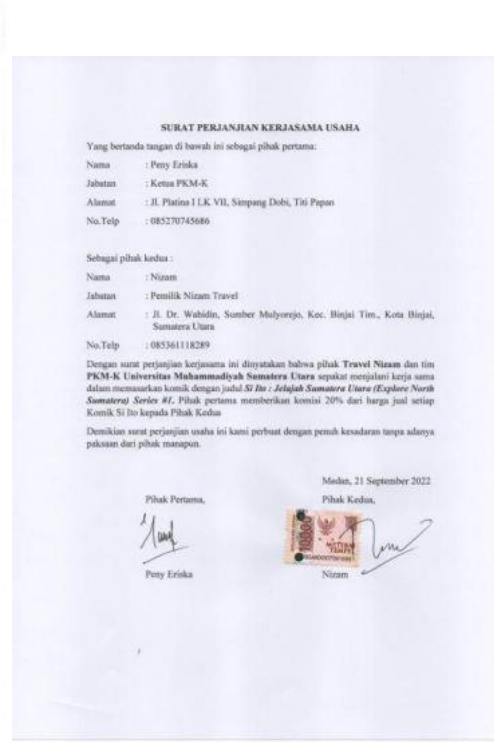 SURAT PERJANJIAN KERJASAMA USAHA
Yang bertanda tangan di bawah ini sebagai pihak pertama:
Nama : Peny Eriska
Jabatan : Ketua PKM-K
Alamat : Jl. Platina I LK VII, Simpang Dobi, Titi Papan
No.Telp : 085270745686
Sebagai pihak kedua :
Nama : Nizam
Jabatan : Pemilik Nizam Travel
Alamat : Jl. Dr. Wahidin, Sumber Mulyorejo, Kec. Binjai Tim., Kota Binjai,
Sumatera Utara
No.Telp : 085361118289
Dengan surat perjanjian kerjasama ini dinyatakan bahwa pihak Travel Nizam dan tim
PKM-K Universitas Muhammadiyah Sumatera Utara sepakat menjalani kerja sama
dalam memasarkan komik dengan judul Si Ito : Jelajah Sumatera Utara (Explore North
Sumatera) Series #1. Pihak pertama memberikan komisi 20% dari harga jual setiap
Komik Si Ito kepada Pihak Kedua
Demikian surat perjanjian usaha ini kami perbuat dengan penuh kesadaran tanpa adanya
paksaan dari pihak manapun.
Medan, 21 September 2022
Pihak Pertama, Pihak Kedua,
METERAI
TEMPEL
Peny Eriska Nizam